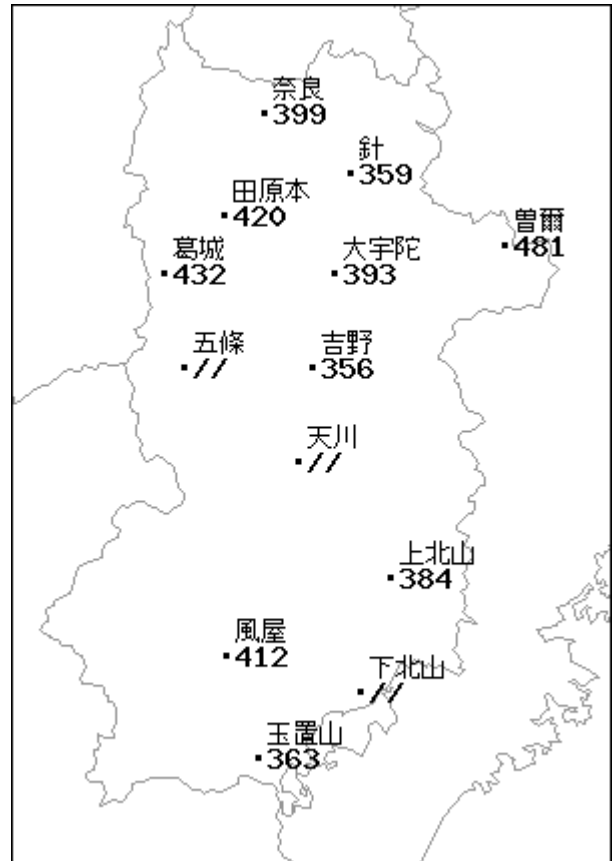 奈良
399
針
359
田原本
420
曽爾
481
葛城
432
大宇陀
393
五條
//
吉野
356
天川
//
上北山
384
風屋
412
下北山
//
玉置山
363